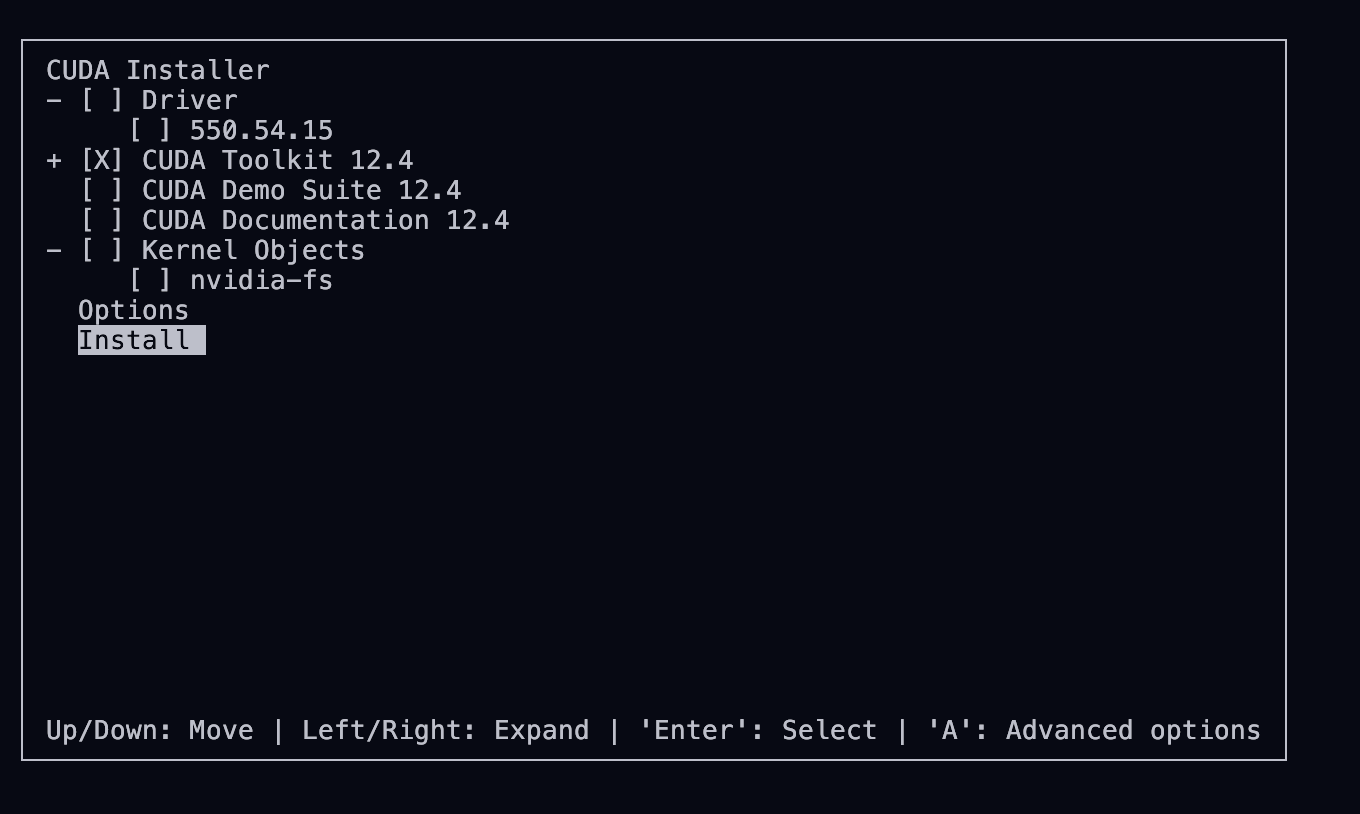 CUDA Installer
- [ ] Driver
     [ ] 550.54.15
+ [X] CUDA Toolkit 12.4
  [ ] CUDA Demo Suite 12.4
  [ ] CUDA Documentation 12.4
- [ ] Kernel Objects
     [ ] nvidia-fs
  Options
  Install
Up/Down: Move | Left/Right: Expand | 'Enter': Select | 'A': Advanced options